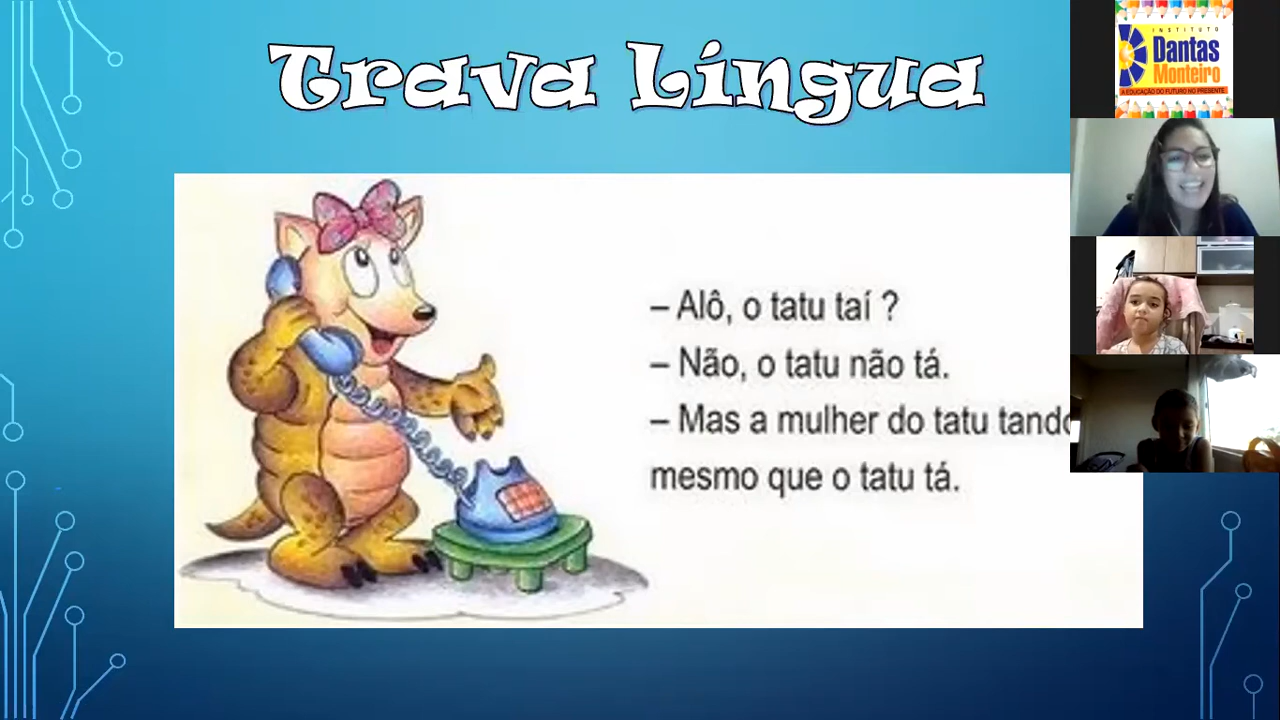 Trava Língua
– Alô, o tatu taí ?
– Não, o tatu não tá.
– Mas a mulher do tatu tando
mesmo que o tatu tá.
INSTITUTO
Dantas
Monteiro
A EDUCAÇÃO DO FUTURO NO PRESENTE